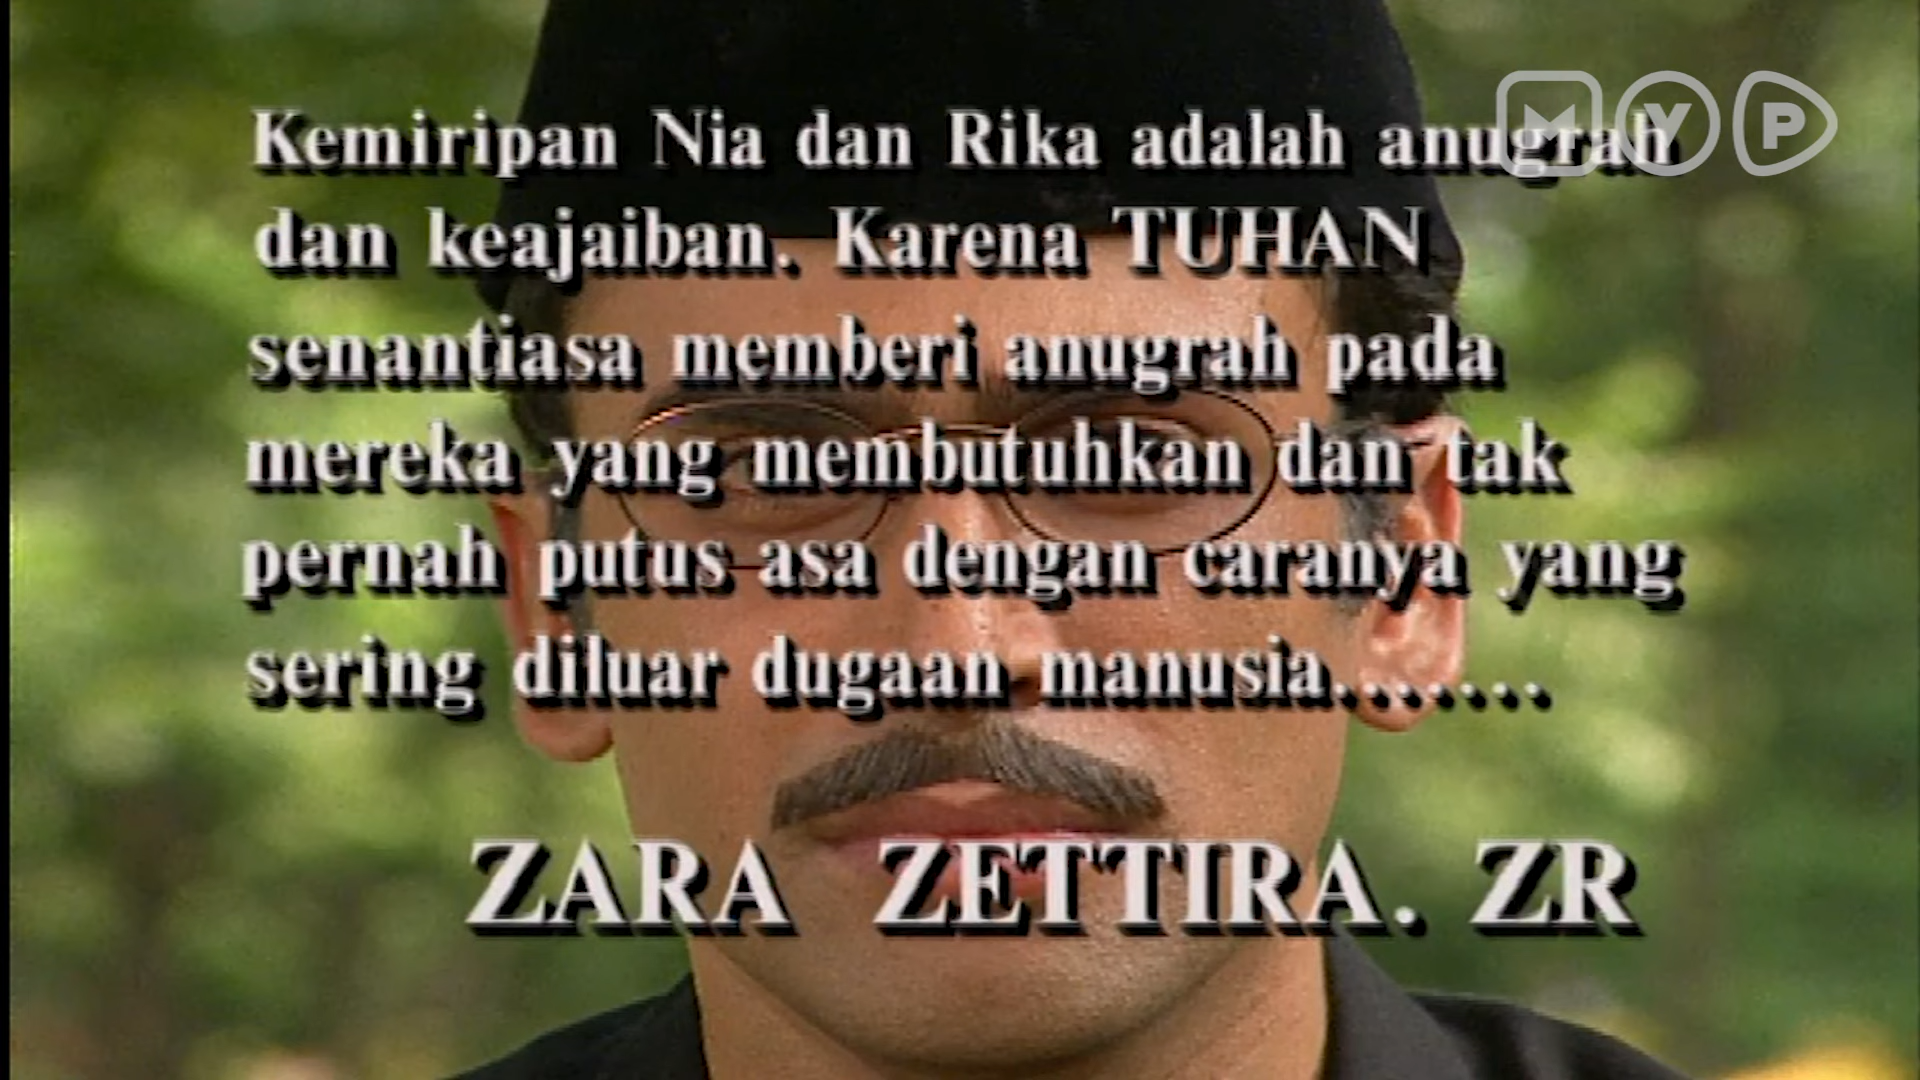 MVP
Kemiripan Nia dan Rika adalah anugrah
dan keajaiban. Karena TUHAN
senantiasa memberi anugrah pada
mereka yang membutuhkan dan tak
pernah putus asa dengan caranya yang
sering diluar dugaan manusia........
ZARA ZETTIRA. ZR